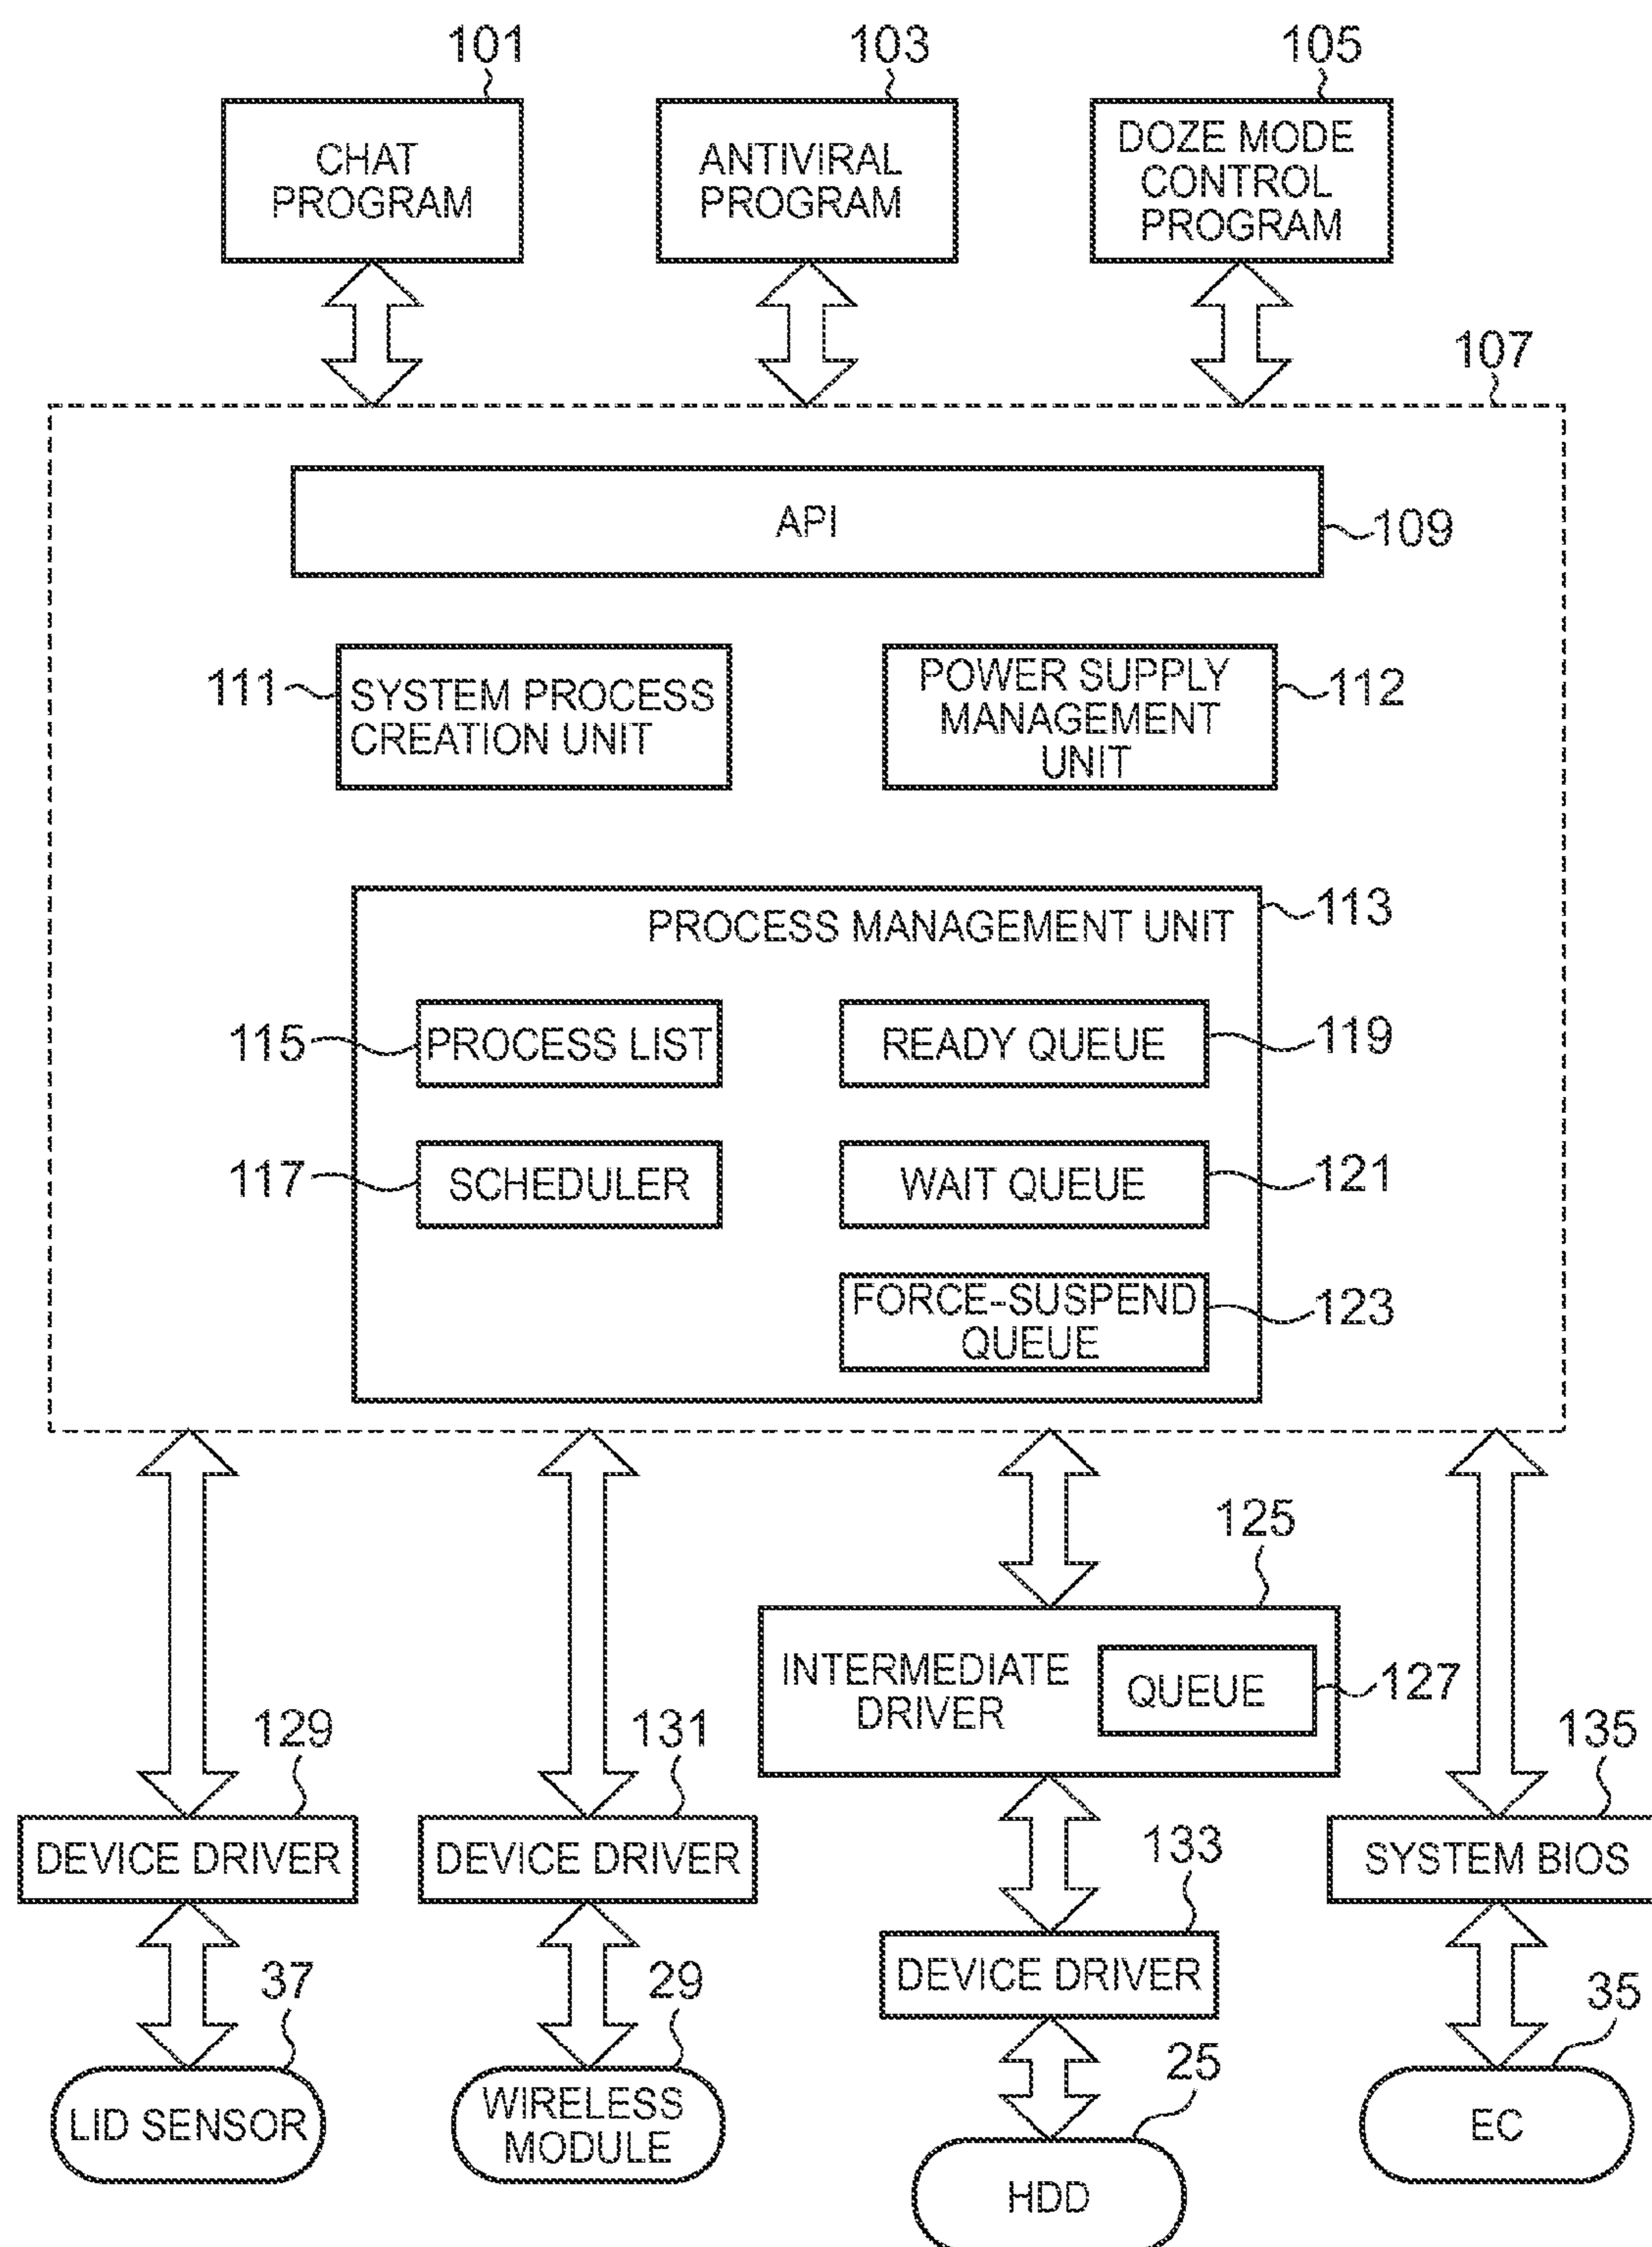 101
103
105
CHAT
PROGRAM
ANTIVIRAL
PROGRAM
DOZE MODE
CONTROL
PROGRAM
107
API
109
111
SYSTEM PROCESS
CREATION UNIT
POWER SUPPLY
MANAGEMENT
UNIT
112
PROCESS MANAGEMENT UNIT
113
115
PROCESS LIST
READY QUEUE
119
117
SCHEDULER
WAIT QUEUE
121
FORCE-SUSPEND
QUEUE
123
125
INTERMEDIATE
DRIVER
QUEUE
127
129
131
135
DEVICE DRIVER
DEVICE DRIVER
133
SYSTEM BIOS
DEVICE DRIVER
37
29
25
35
LID SENSOR
WIRELESS
MODULE
HDD
EC